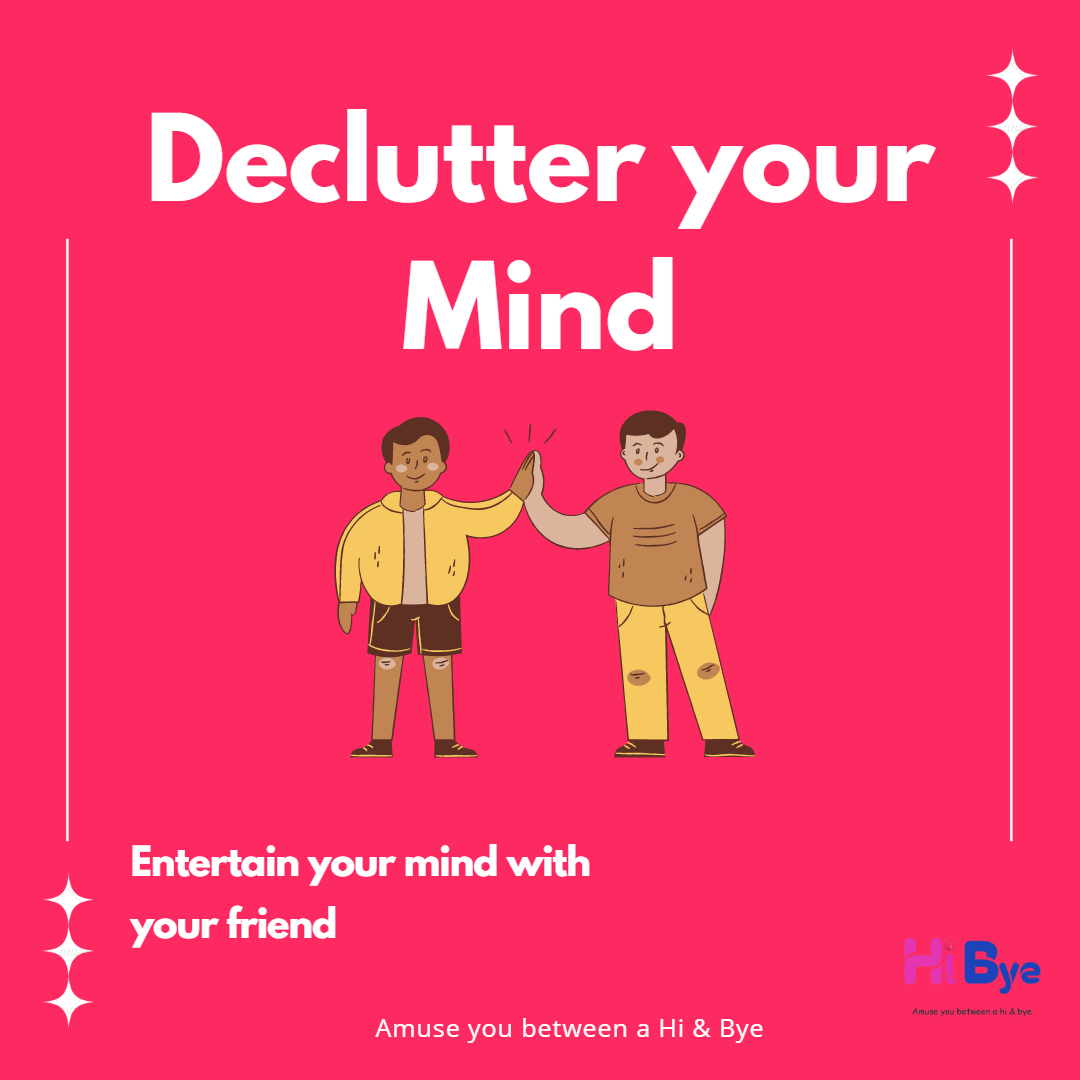 Declutter your
Mind
Entertain your mind with
your friend
Hi Bye
Amuse you between a hi & bye
Amuse you between a Hi & Bye